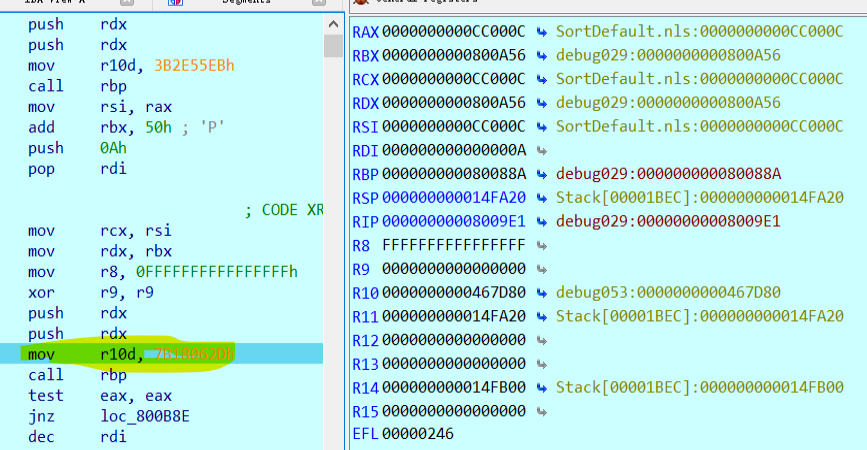 IDA View-A
Segments
General registers
push rdx
push rdx
mov r10d, 3B2E55EBh
call rbp
mov rsi, rax
add rbx, 50h ; 'P'
push 0Ah
pop rdi
; CODE XR
mov rcx, rsi
mov rdx, rbx
mov r8, 0FFFFFFFFFFFFFFFFh
xor r9, r9
push rdx
push rdx
mov r10d, 7B18062Dh
call rbp
test eax, eax
jnz loc_800B8E
dec rdi
RAX 0000000000CC000C SortDefault.nls:0000000000CC000C
RBX 0000000000800A56 debug029:0000000000800A56
RCX 0000000000CC000C SortDefault.nls:0000000000CC000C
RDX 0000000000800A56 debug029:0000000000800A56
RSI 0000000000CC000C SortDefault.nls:0000000000CC000C
RDI 000000000000000A
RBP 000000000080088A debug029:000000000080088A
RSP 000000000014FA20 Stack[00001BEC]:000000000014FA20
RIP 00000000008009E1 debug029:00000000008009E1
R8 FFFFFFFFFFFFFFFF
R9 0000000000000000
R10 0000000000467D80 debug053:0000000000467D80
R11 000000000014FA20 Stack[00001BEC]:000000000014FA20
R12 0000000000000000
R13 0000000000000000
R14 000000000014FB00 Stack[00001BEC]:000000000014FB00
R15 0000000000000000
EFL 00000246